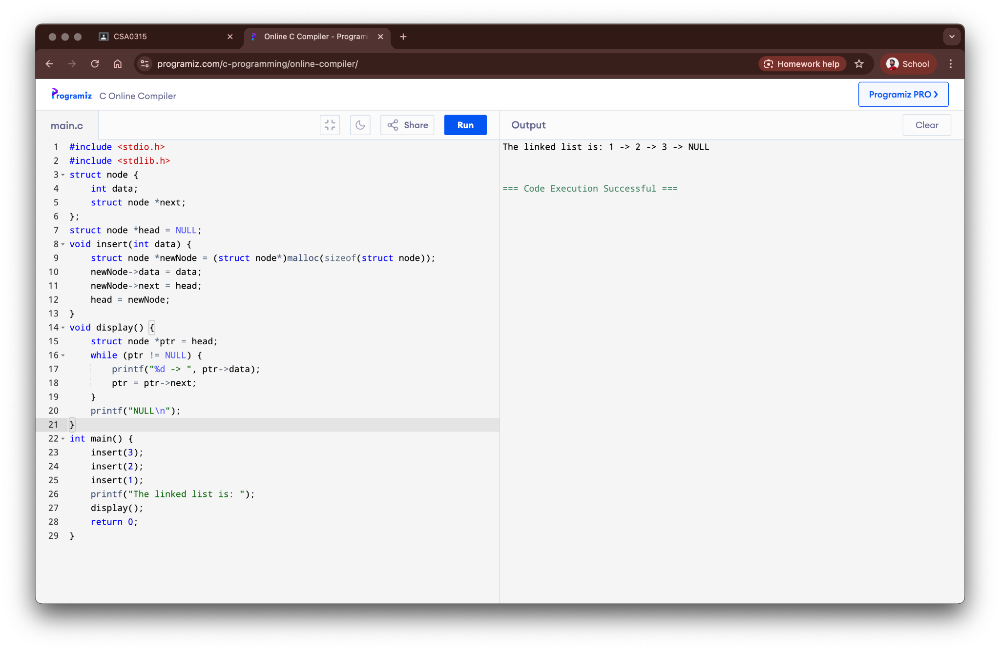 CSA0315
Online C Compiler - Programi
programiz.com/c-programming/online-compiler/
Homework help
School
Programiz
C Online Compiler
Programiz PRO ❯
main.c
Share
Run
Output
Clear
1 #include <stdio.h>
2 #include <stdlib.h>
3 struct node {
4     int data;
5     struct node *next;
6 };
7 struct node *head = NULL;
8 void insert(int data) {
9     struct node *newNode = (struct node*)malloc(sizeof(struct node));
10     newNode->data = data;
11     newNode->next = head;
12     head = newNode;
13 }
14 void display() {
15     struct node *ptr = head;
16     while (ptr != NULL) {
17         printf("%d -> ", ptr->data);
18         ptr = ptr->next;
19     }
20     printf("NULL\n");
21 }
22 int main() {
23     insert(3);
24     insert(2);
25     insert(1);
26     printf("The linked list is: ");
27     display();
28     return 0;
29 }
The linked list is: 1 -> 2 -> 3 -> NULL
=== Code Execution Successful ===